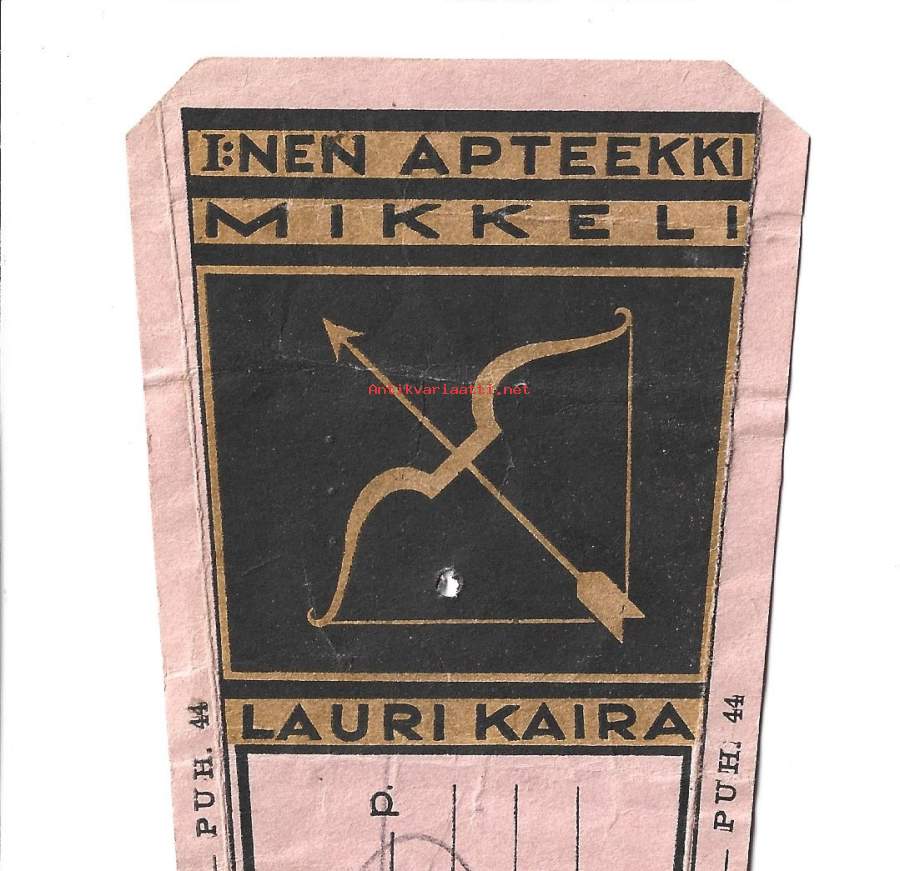 I:NEN APTEEKKI
MIKKELI
Antikvariaatti.net
LAURI KAIRA
— PUH. 44
— PUH. 44
p.